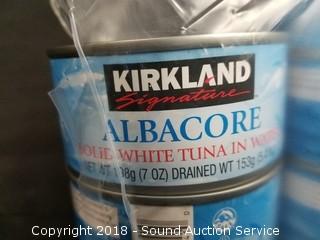 KIRKLAND
Signature
ALBACORE
SOLID WHITE TUNA IN WATER
NET WT 198g (7 OZ) DRAINED WT 153g
Copyright 2018 - Sound Auction Service